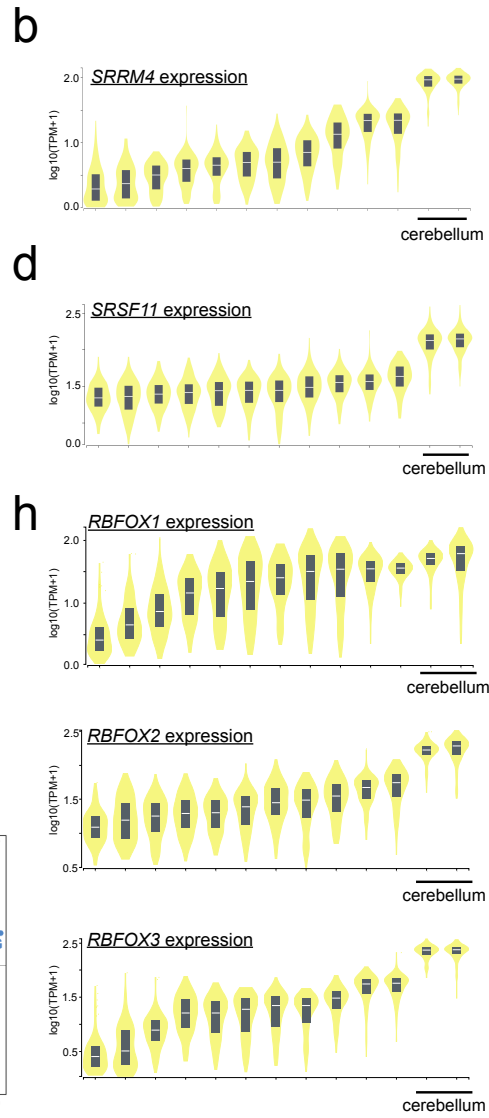 b
SRRM4 expression
log10(TPM+1)
2.0
1.0
0.0
cerebellum
d
SRSF11 expression
log10(TPM+1)
2.5
1.5
0.0
cerebellum
h
RBFOX1 expression
log10(TPM+1)
2.0
1.0
0.0
cerebellum
RBFOX2 expression
log10(TPM+1)
2.5
1.5
0.5
cerebellum
RBFOX3 expression
log10(TPM+1)
2.5
1.5
0.5
cerebellum